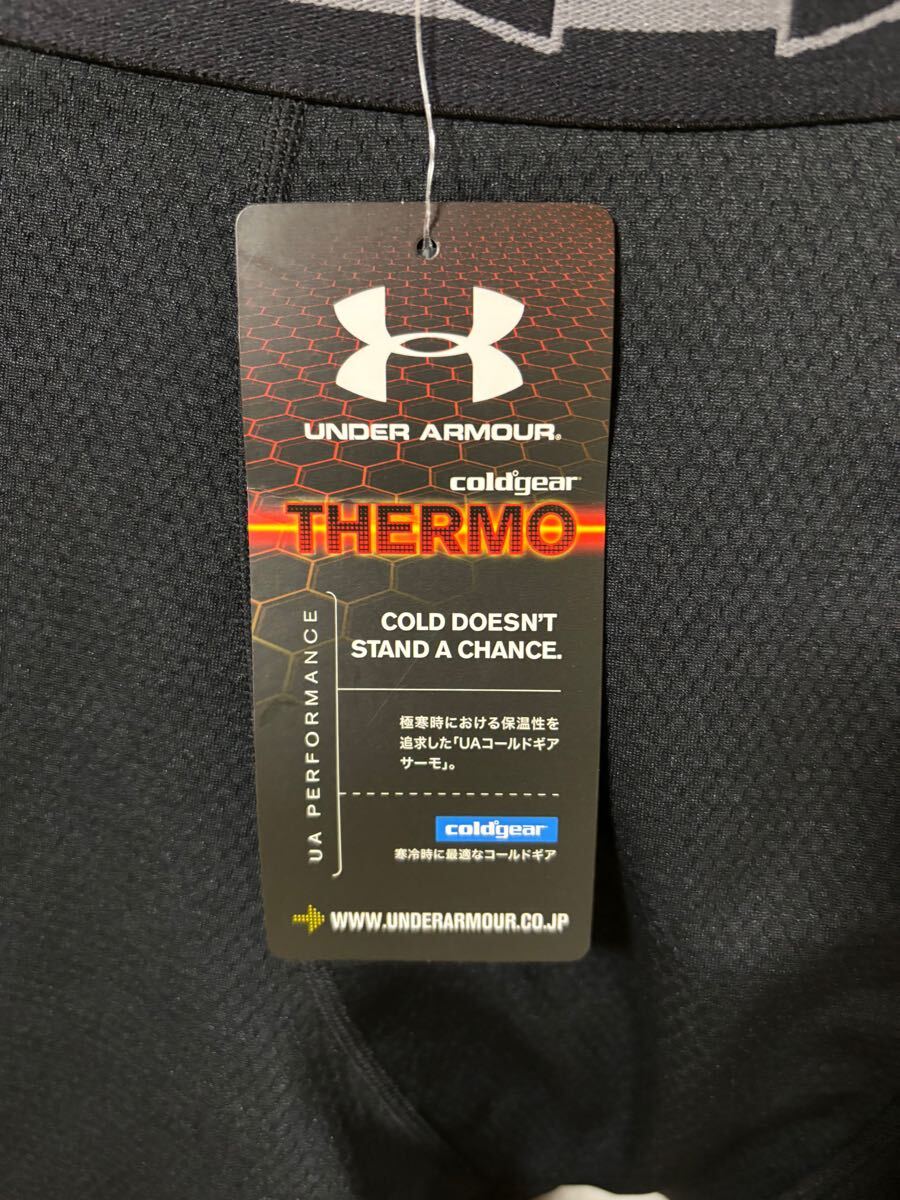 UNDER ARMOUR®
coldgear®
THERMO
UA PERFORMANCE
COLD DOESN'T
STAND A CHANCE.
極寒時における保温性を
追求した「UAコールドギア
サーモ」。
coldgear
寒冷時に最適なコールドギア
WWW.UNDERARMOUR.CO.JP